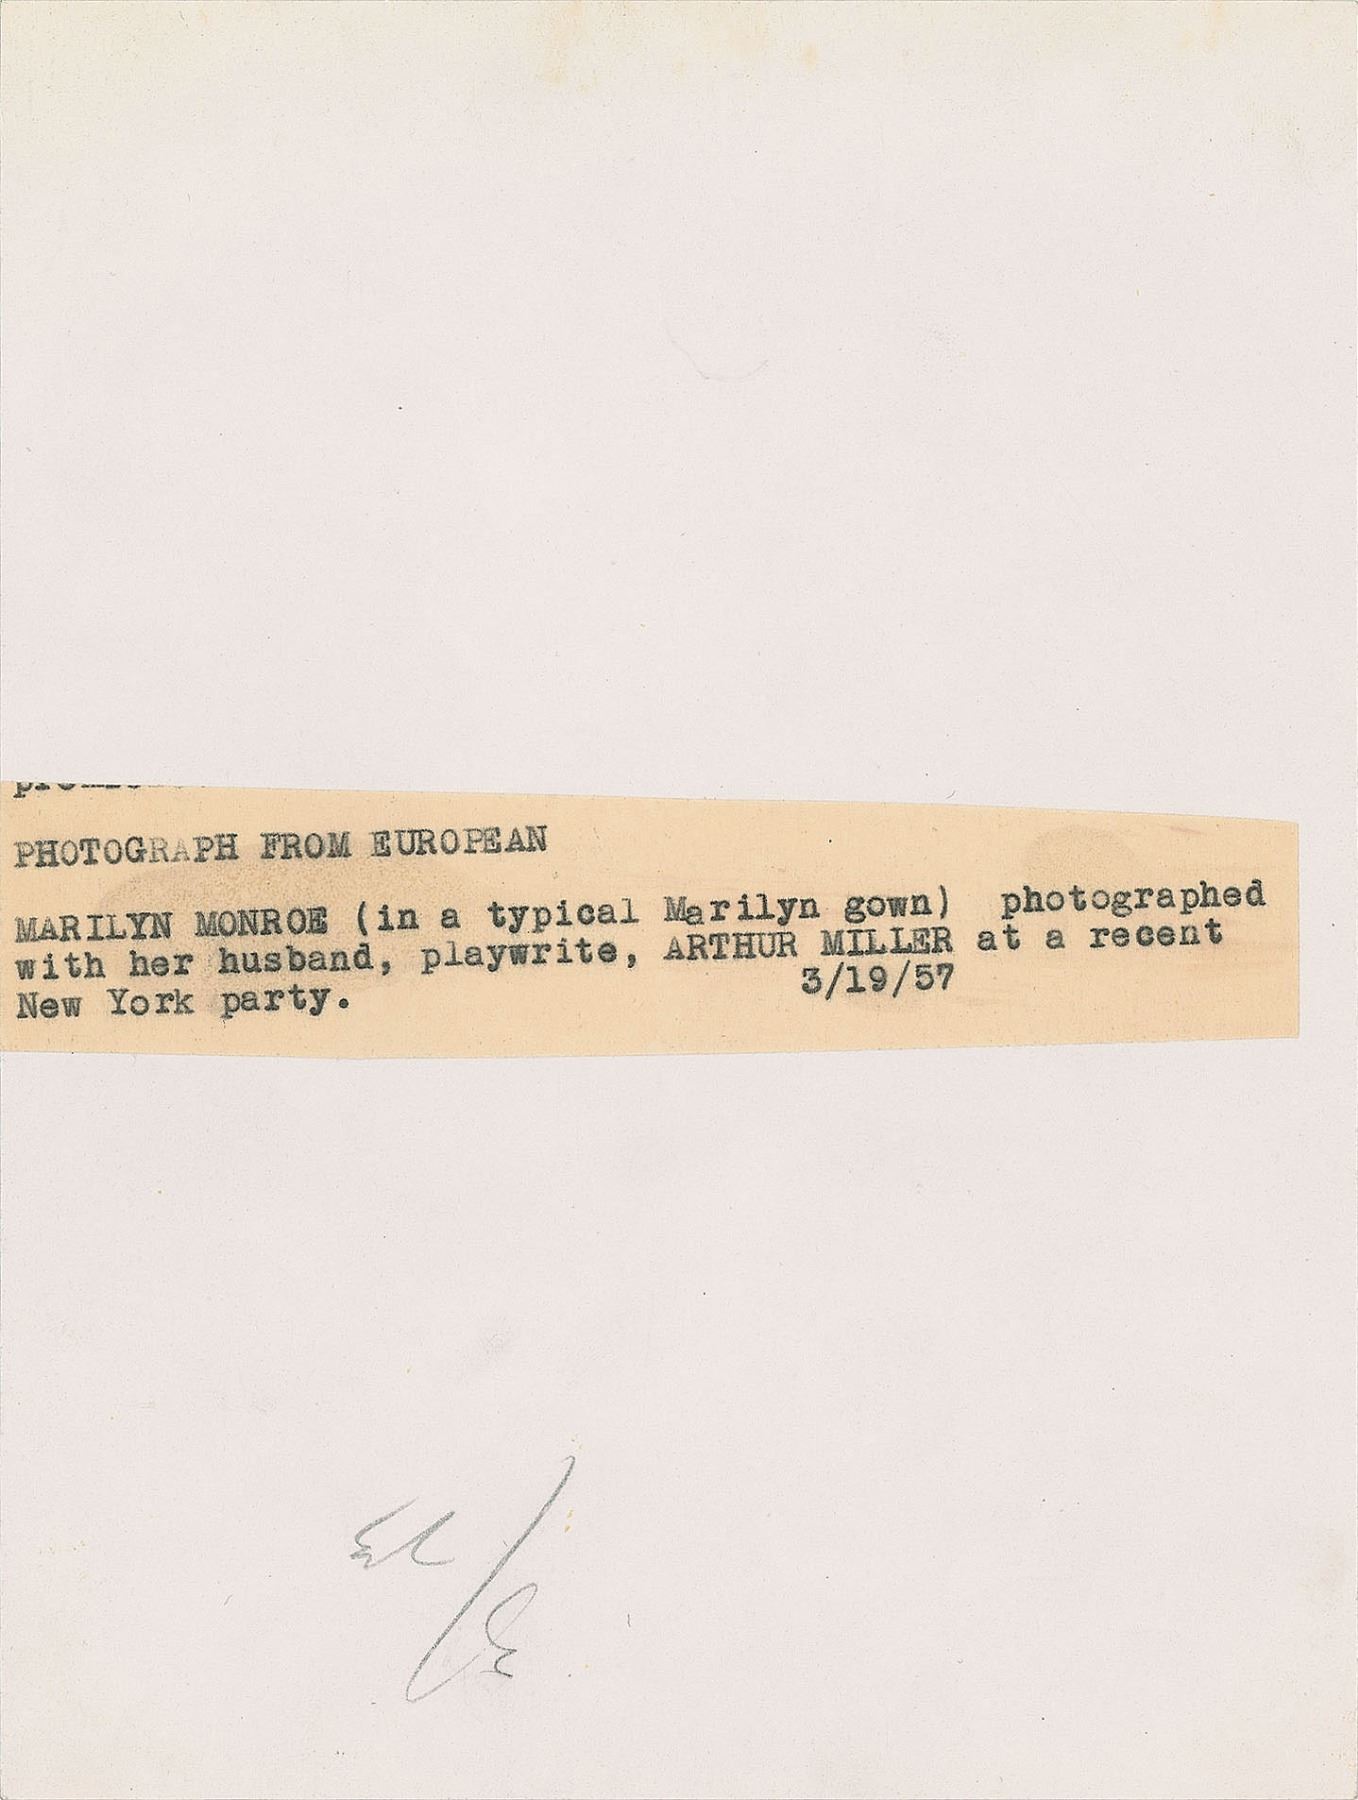 PHOTOGRAPH FROM EUROPEAN
MARILYN MONROE (in a typical Marilyn gown) photographed
with her husband, playwrite, ARTHUR MILLER at a recent
New York party. 3/19/57